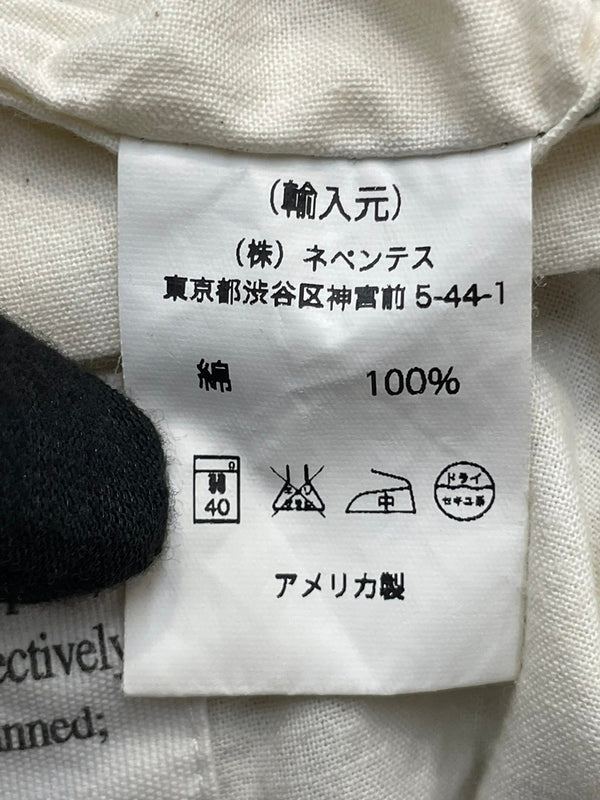 (輸入元)
(株) ネペンテス
東京都渋谷区神宮前 5-44-1
綿 100%
40
中
ドライ
セキユ系
アメリカ製
ectively
nned;